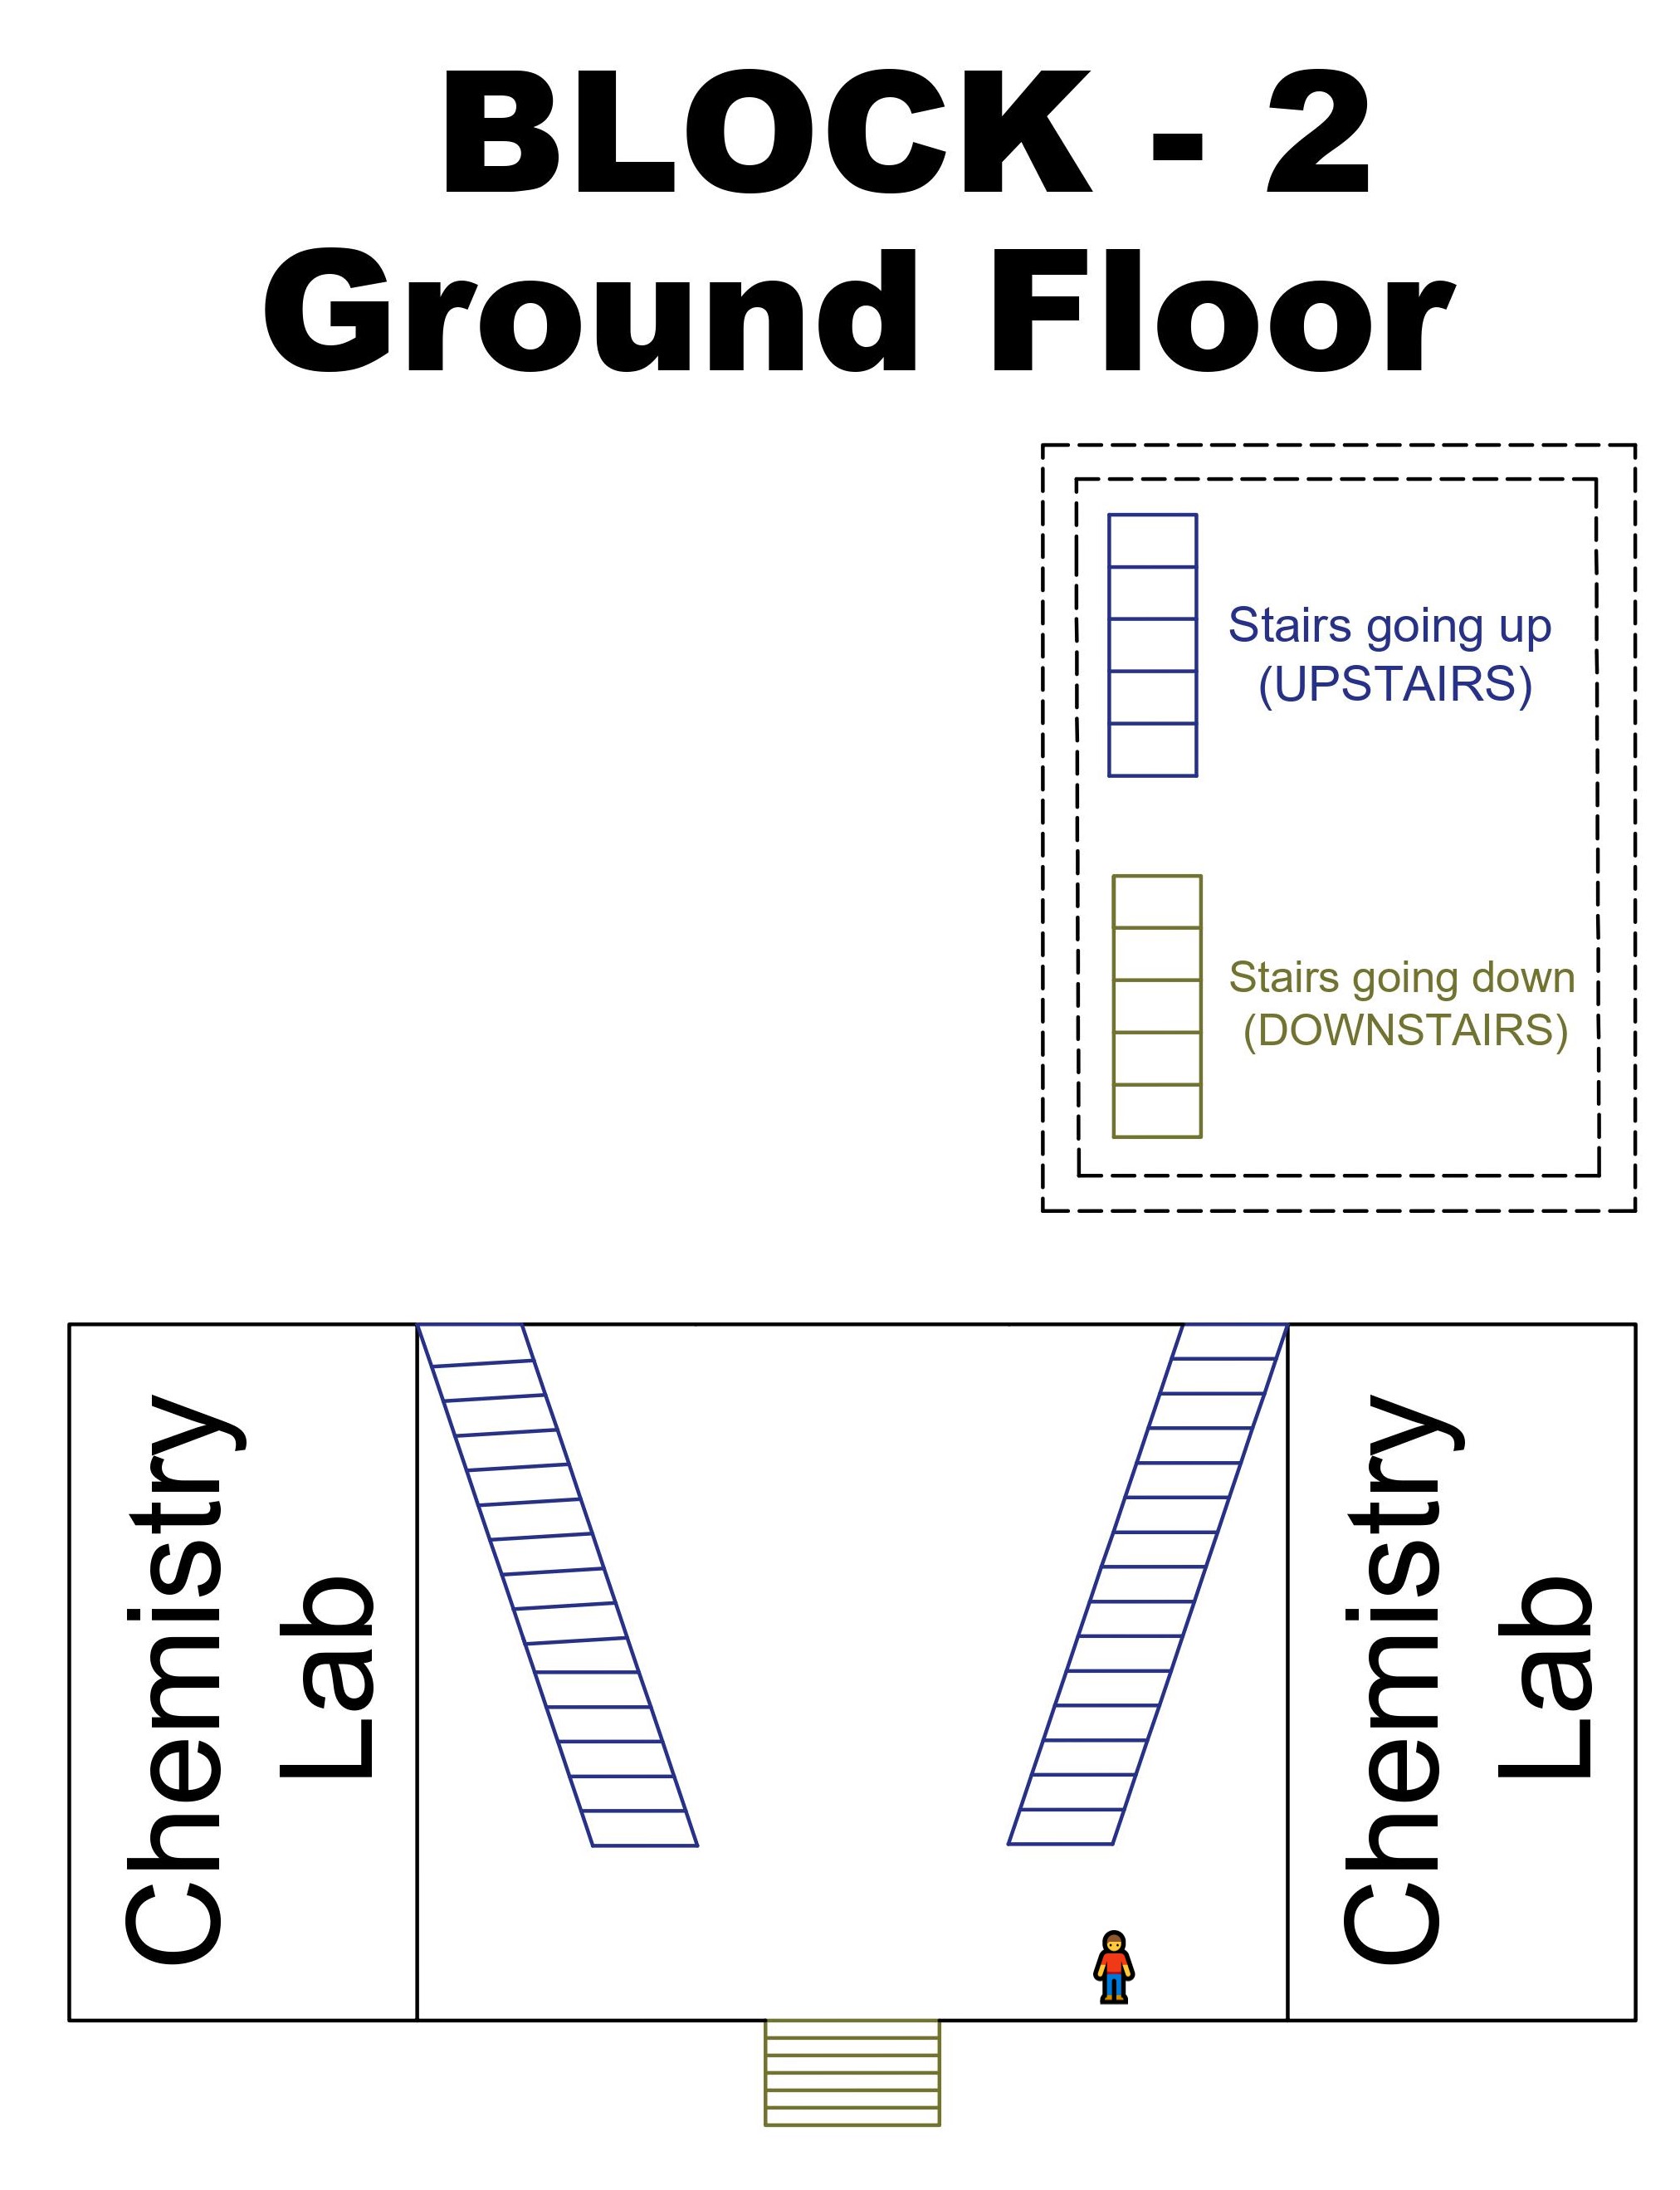 BLOCK - 2
Ground Floor
Stairs going up
(UPSTAIRS)
Stairs going down
(DOWNSTAIRS)
Chemistry
Lab
Chemistry
Lab